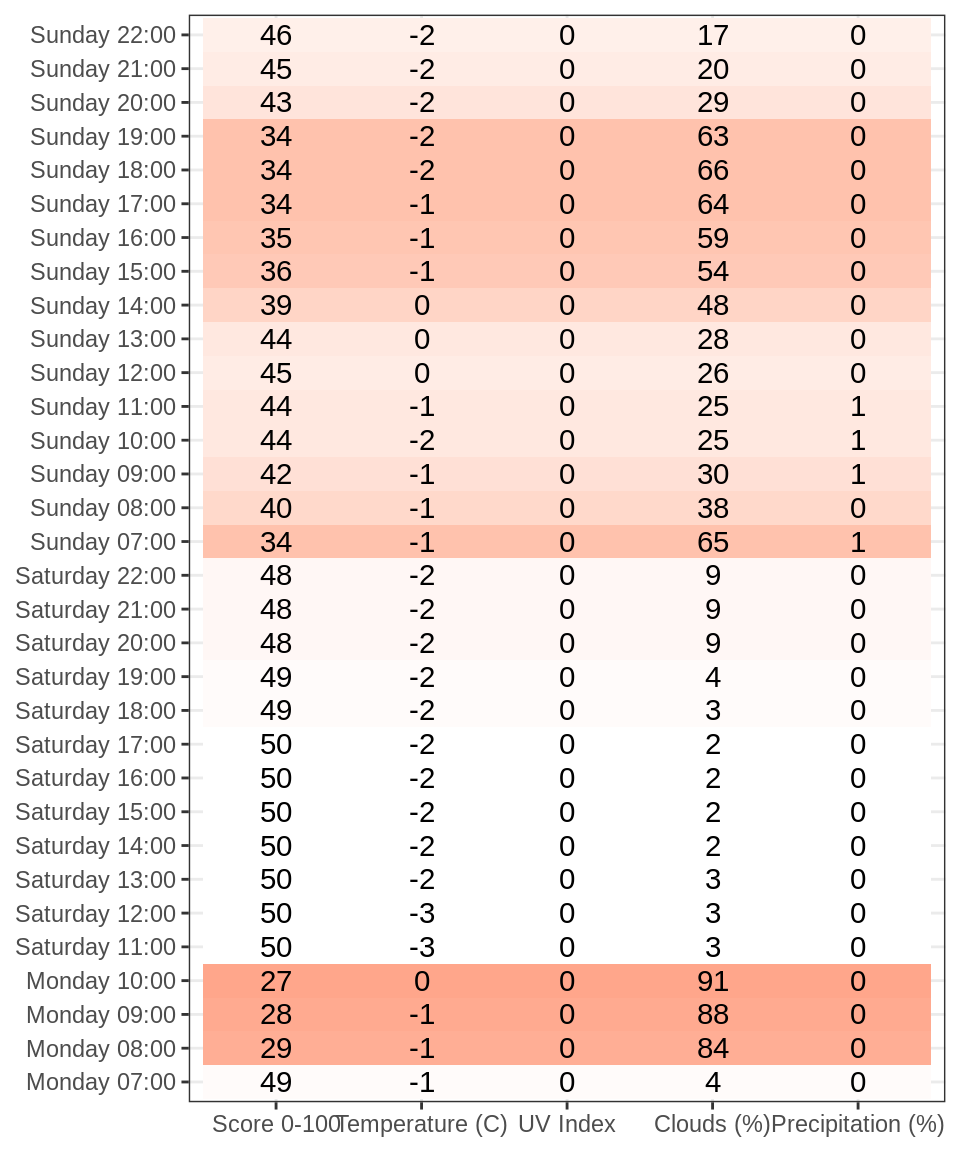 Sunday 22:00 46 -2 0 17 0
Sunday 21:00 45 -2 0 20 0
Sunday 20:00 43 -2 0 29 0
Sunday 19:00 34 -2 0 63 0
Sunday 18:00 34 -2 0 66 0
Sunday 17:00 34 -1 0 64 0
Sunday 16:00 35 -1 0 59 0
Sunday 15:00 36 -1 0 54 0
Sunday 14:00 39 0 0 48 0
Sunday 13:00 44 0 0 28 0
Sunday 12:00 45 0 0 26 0
Sunday 11:00 44 -1 0 25 1
Sunday 10:00 44 -2 0 25 1
Sunday 09:00 42 -1 0 30 1
Sunday 08:00 40 -1 0 38 0
Sunday 07:00 34 -1 0 65 1
Saturday 22:00 48 -2 0 9 0
Saturday 21:00 48 -2 0 9 0
Saturday 20:00 48 -2 0 9 0
Saturday 19:00 49 -2 0 4 0
Saturday 18:00 49 -2 0 3 0
Saturday 17:00 50 -2 0 2 0
Saturday 16:00 50 -2 0 2 0
Saturday 15:00 50 -2 0 2 0
Saturday 14:00 50 -2 0 2 0
Saturday 13:00 50 -2 0 3 0
Saturday 12:00 50 -3 0 3 0
Saturday 11:00 50 -3 0 3 0
Monday 10:00 27 0 0 91 0
Monday 09:00 28 -1 0 88 0
Monday 08:00 29 -1 0 84 0
Monday 07:00 49 -1 0 4 0
Score 0-100 Temperature (C) UV Index Clouds (%) Precipitation (%)